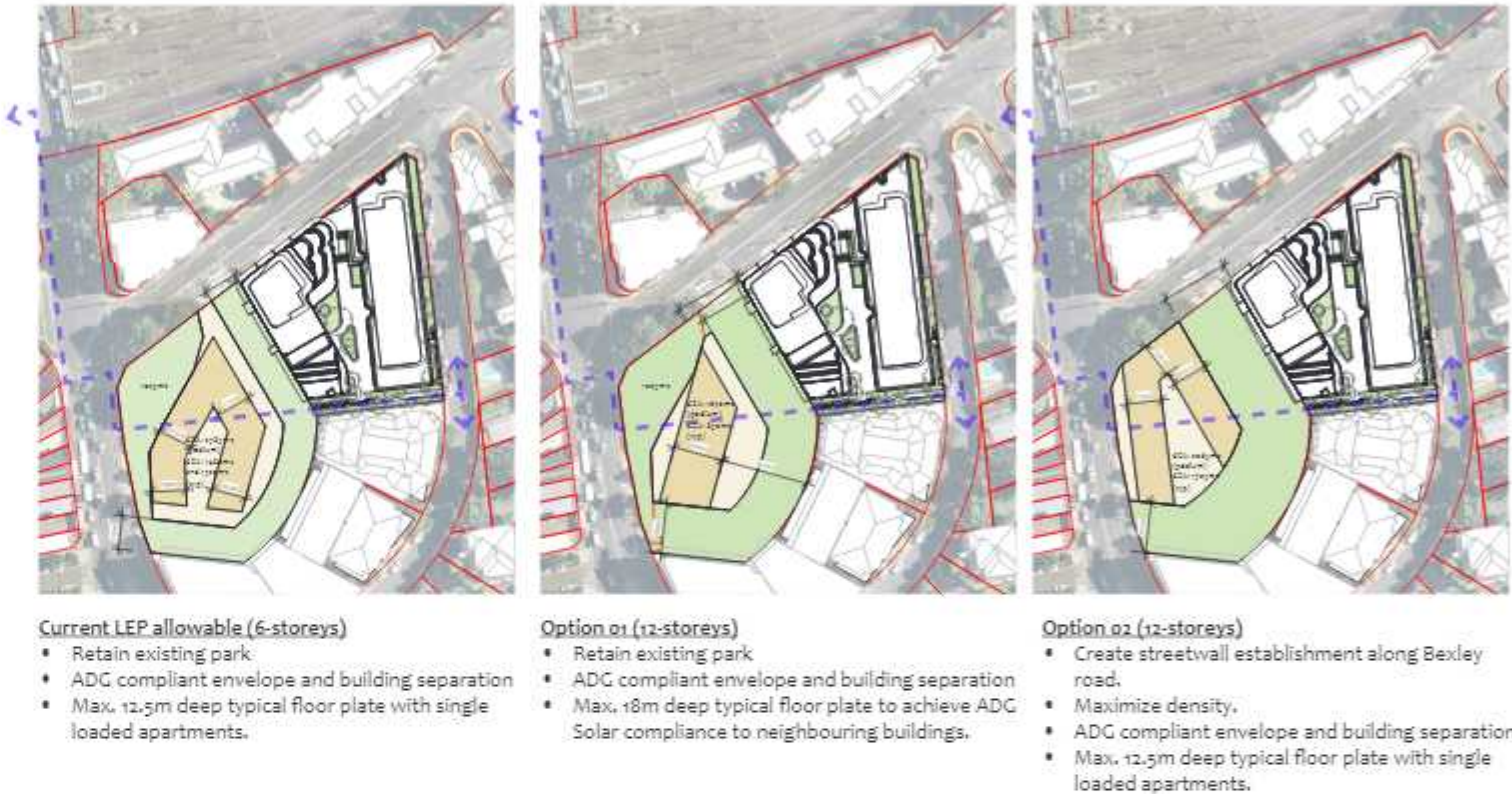 Current LEP allowable (6-storeys)
• Retain existing park
• ADG compliant envelope and building separation
• Max. 12.5m deep typical floor plate with single
loaded apartments.
Option 01 (12-storeys)
• Retain existing park
• ADG compliant envelope and building separation
• Max. 18m deep typical floor plate to achieve ADG
Solar compliance to neighbouring buildings.
Option 02 (12-storeys)
• Create streetwall establishment along Bexley
road.
• Maximize density.
• ADG compliant envelope and building separation
• Max. 12.5m deep typical floor plate with single
loaded apartments.